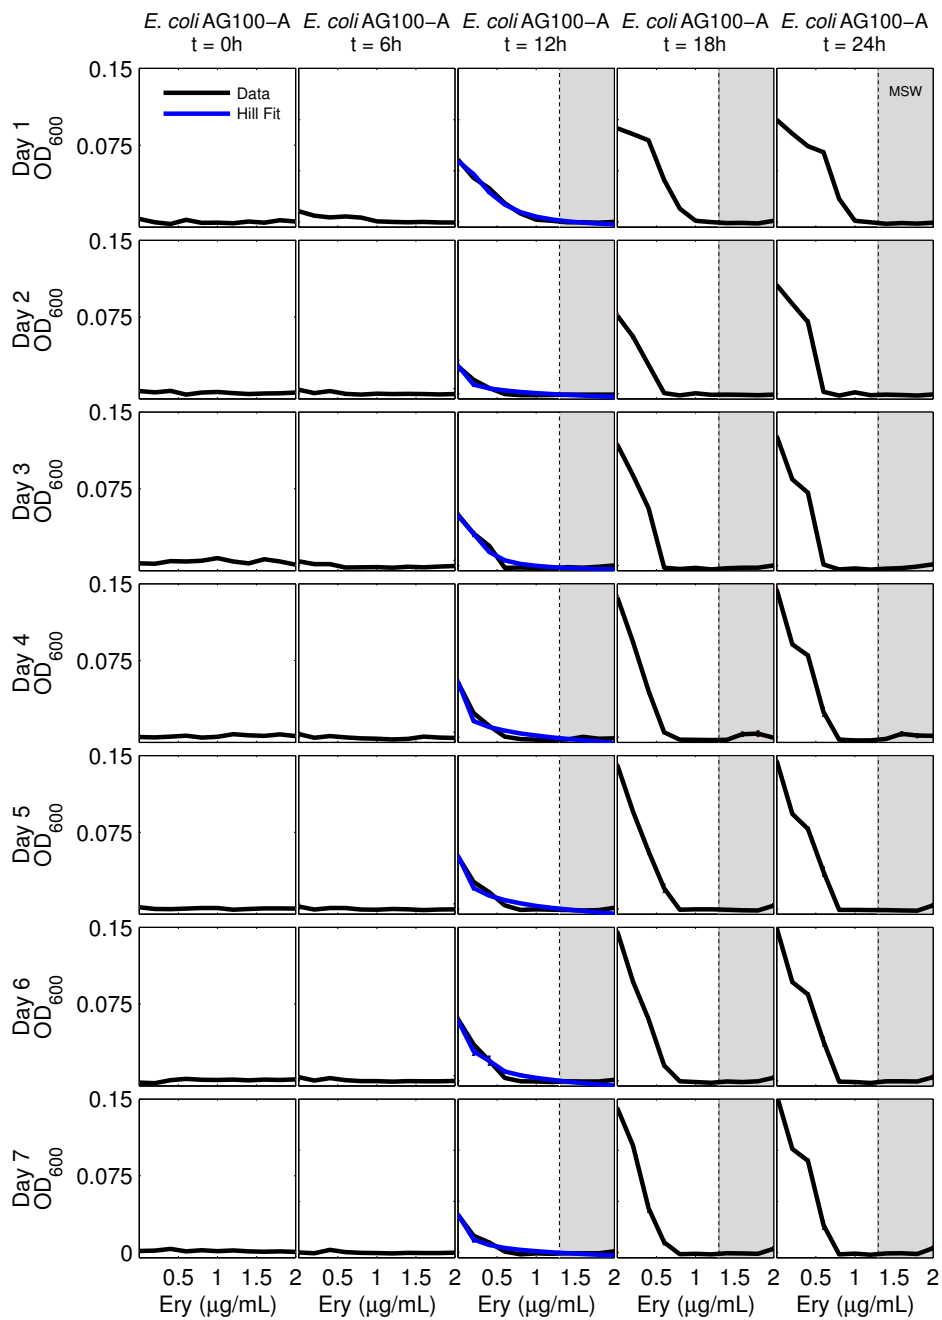 E. coli AG100−A E. coli AG100−A E. coli AG100−A E. coli AG100−A E. coli AG100−A
t = 0h t = 6h t = 12h t = 18h t = 24h
Day 1
OD600
0.15
0.075
Data
Hill Fit
MSW
Day 2
OD600
0.15
0.075
Day 3
OD600
0.15
0.075
Day 4
OD600
0.15
0.075
Day 5
OD600
0.15
0.075
Day 6
OD600
0.15
0.075
Day 7
OD600
0.15
0.075
0
0.5 1 1.5 2 0.5 1 1.5 2 0.5 1 1.5 2 0.5 1 1.5 2 0.5 1 1.5 2
Ery (μg/mL) Ery (μg/mL) Ery (μg/mL) Ery (μg/mL) Ery (μg/mL)